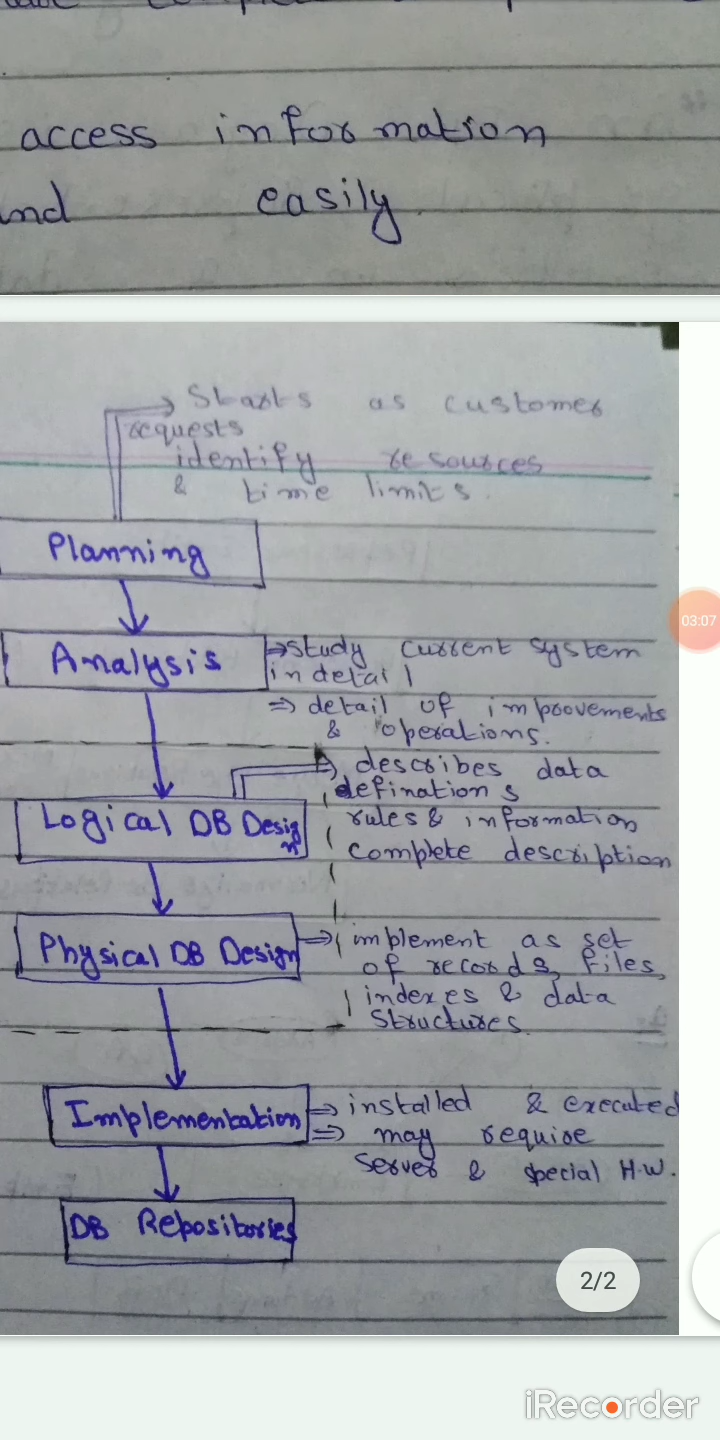 access information
and easily.
Starts as customer
requests
identify resources
& time limits.
Planning
Analysis
⇒ study current system
in detail
⇒ detail of improvements
& operations.
describes data
definations
rules & information
complete description
Logical DB Design
Physical DB Design
⇒ implement as set
of records, files,
indexes & data
structures.
Implementation
⇒ installed & executed
⇒ may require
Server & special H.W.
DB Repositories
03:07
2/2
iRecorder